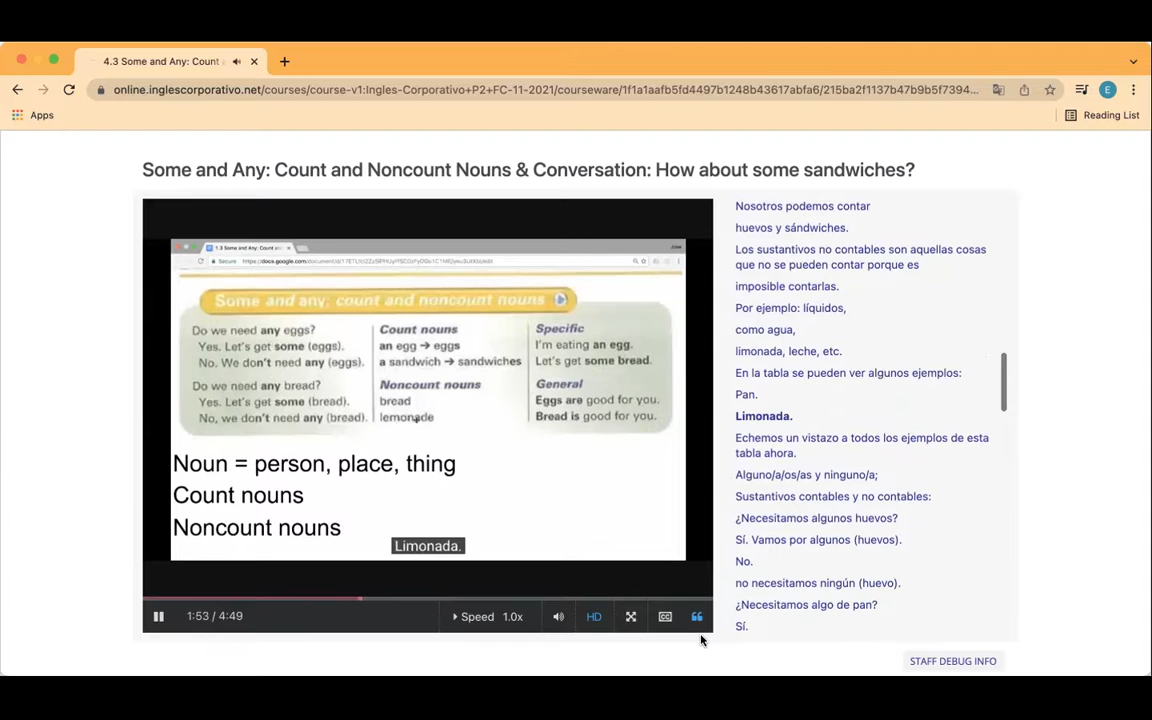 4.3 Some and Any: Count
online.inglescorporativo.net/courses/course-v1:Ingles-Corporativo+P2+FC-11-2021/courseware/1f1a1aafb5fd4497b1248b43617abfa6/215ba2f1137b47b9b5f7394...
E
Apps
Reading List
Some and Any: Count and Noncount Nouns & Conversation: How about some sandwiches?
1.3 Some and Any: Count an
Secure
Some and any: count and noncount nouns
Do we need any eggs?
Yes. Let's get some (eggs).
No. We don't need any (eggs).
Do we need any bread?
Yes. Let's get some (bread).
No, we don't need any (bread).
Count nouns
an egg → eggs
a sandwich → sandwiches
Noncount nouns
bread
lemonade
Specific
I'm eating an egg.
Let's get some bread.
General
Eggs are good for you.
Bread is good for you.
Noun = person, place, thing
Count nouns
Noncount nouns
Limonada.
1:53 / 4:49
Speed 1.0x
HD
CC
Nosotros podemos contar
huevos y sándwiches.
Los sustantivos no contables son aquellas cosas
que no se pueden contar porque es
imposible contarlas.
Por ejemplo: líquidos,
como agua,
limonada, leche, etc.
En la tabla se pueden ver algunos ejemplos:
Pan.
Limonada.
Echemos un vistazo a todos los ejemplos de esta
tabla ahora.
Alguno/a/os/as y ninguno/a;
Sustantivos contables y no contables:
¿Necesitamos algunos huevos?
Sí. Vamos por algunos (huevos).
No.
no necesitamos ningún (huevo).
¿Necesitamos algo de pan?
Sí.
STAFF DEBUG INFO